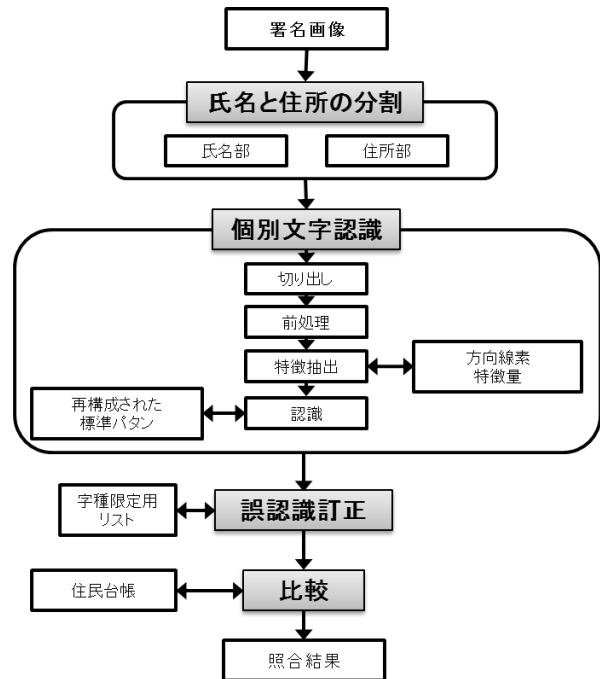 署名画像
氏名と住所の分割
氏名部
住所部
個別文字認識
切り出し
前処理
特徴抽出
方向線素
特徴量
再構成された
標準パタン
認識
字種限定用
リスト
誤認識訂正
住民台帳
比較
照合結果